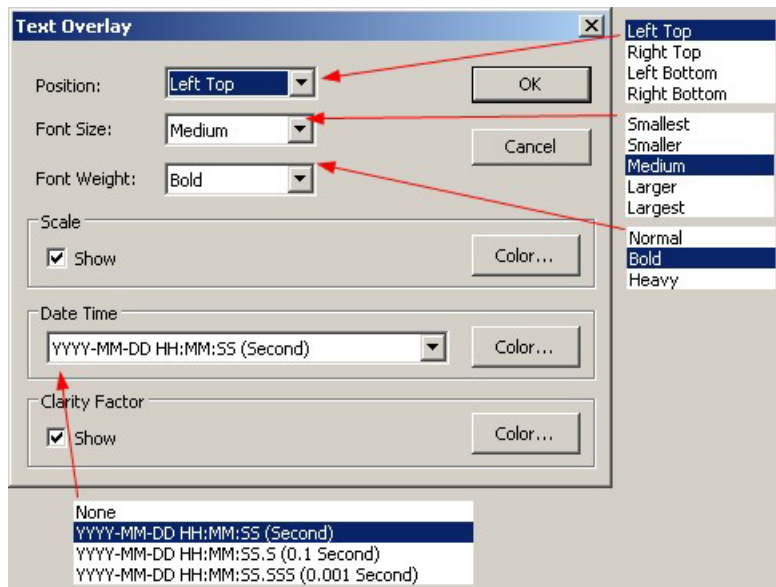 Text Overlay
Position:
Left Top
OK
Font Size:
Medium
Cancel
Font Weight:
Bold
Scale
Show
Color...
Date Time
YYYY-MM-DD HH:MM:SS (Second)
Color...
Clarity Factor
Show
Color...
Left Top
Right Top
Left Bottom
Right Bottom
Smallest
Smaller
Medium
Larger
Largest
Normal
Bold
Heavy
None
YYYY-MM-DD HH:MM:SS (Second)
YYYY-MM-DD HH:MM:SS.S (0.1 Second)
YYYY-MM-DD HH:MM:SS.SSS (0.001 Second)